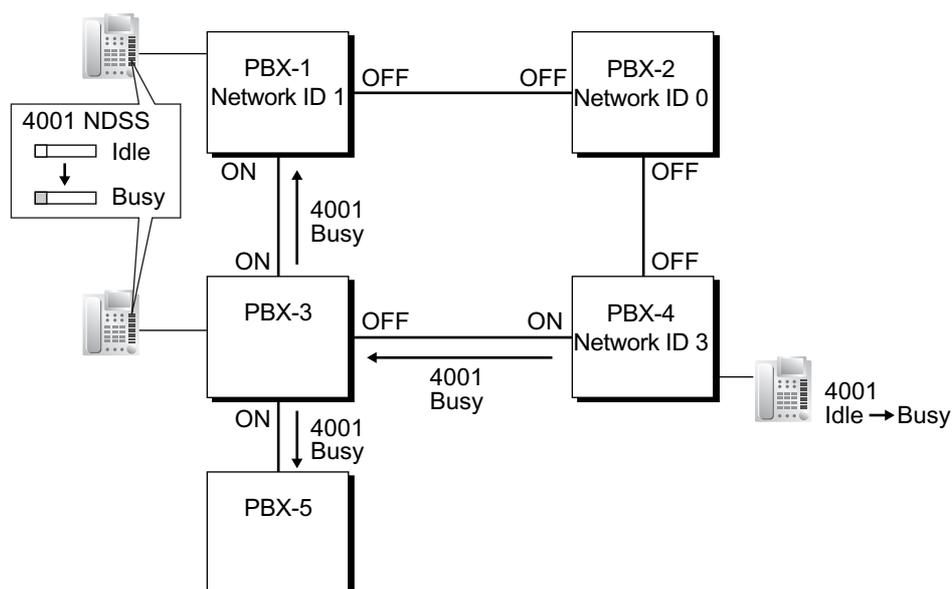 PBX-1
Network ID 1
OFF
OFF
PBX-2
Network ID 0
4001 NDSS
Idle
Busy
ON
OFF
4001
Busy
ON
OFF
PBX-3
OFF
ON
PBX-4
Network ID 3
4001
Busy
4001
Idle
Busy
ON
4001
Busy
PBX-5